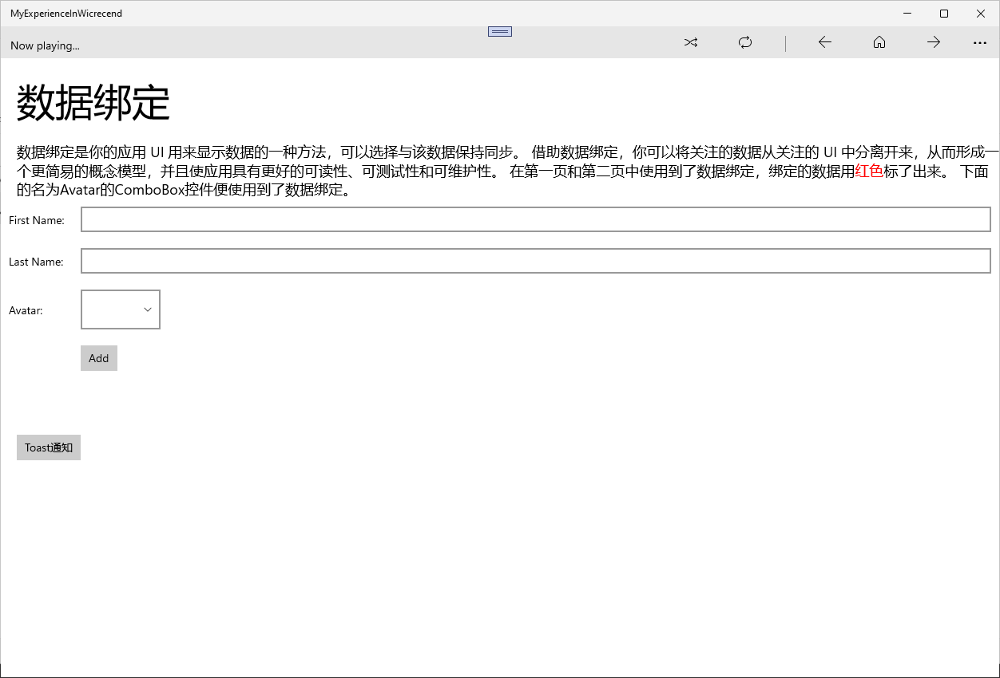 MyExperienceInWicrecend
Now playing...
数据绑定
数据绑定是你的应用 UI 用来显示数据的一种方法，可以选择与该数据保持同步。 借助数据绑定，你可以将关注的数据从关注的 UI 中分离开来，从而形成一
个更简易的概念模型，并且使应用具有更好的可读性、可测试性和可维护性。 在第一页和第二页中使用到了数据绑定，绑定的数据用红色标了出来。 下面
的名为Avatar的ComboBox控件便使用到了数据绑定。
First Name:
Last Name:
Avatar:
Add
Toast通知